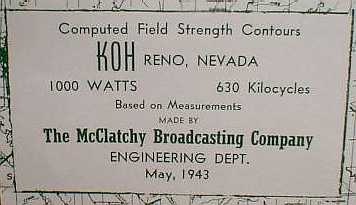 Computed Field Strength Contours
KOH RENO, NEVADA
1000 WATTS 630 Kilocycles
Based on Measurements
MADE BY
The McClatchy Broadcasting Company
ENGINEERING DEPT.
May, 1943